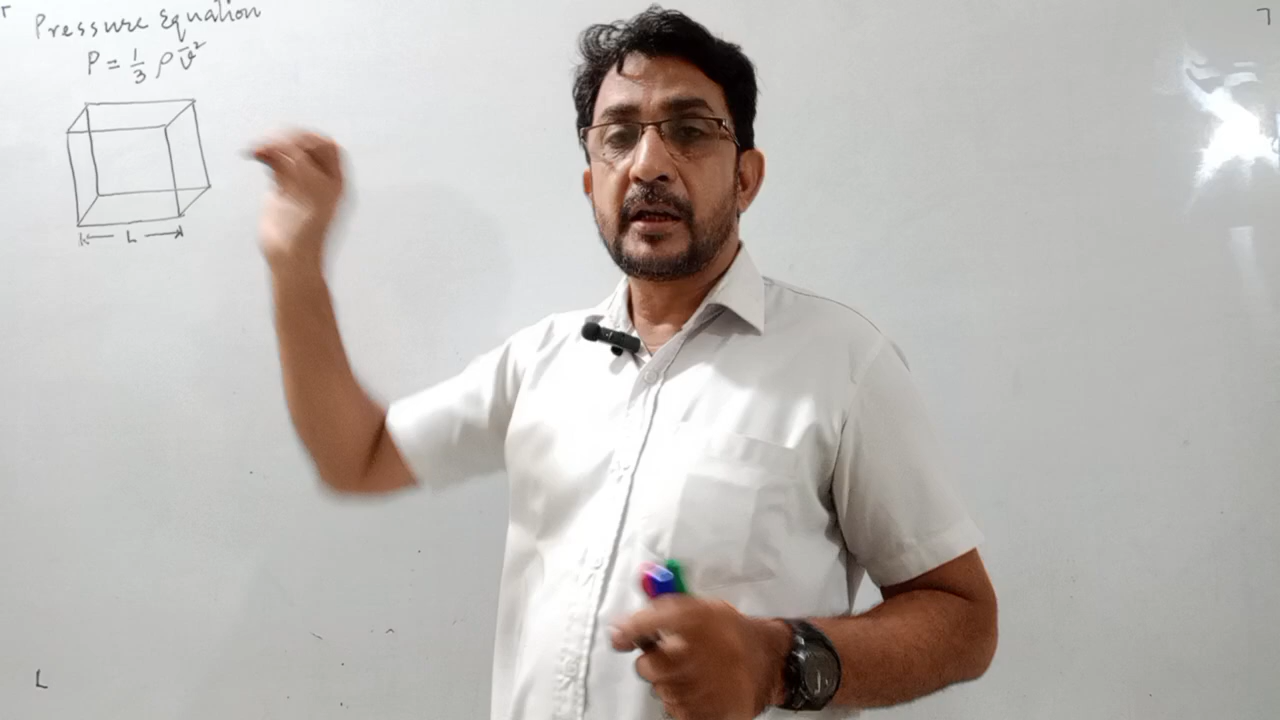 Pressure Equation
P = 1/3 ρ v̄²
L